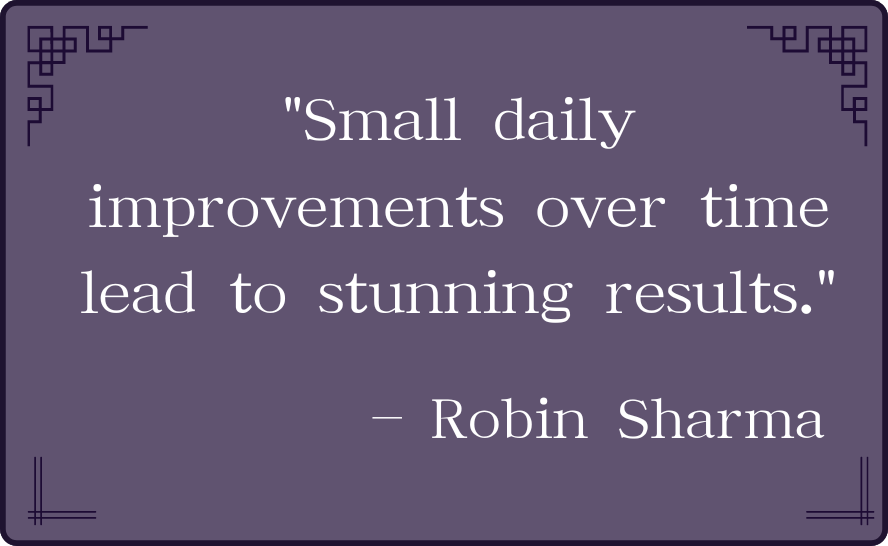 "Small daily
improvements over time
lead to stunning results."
– Robin Sharma